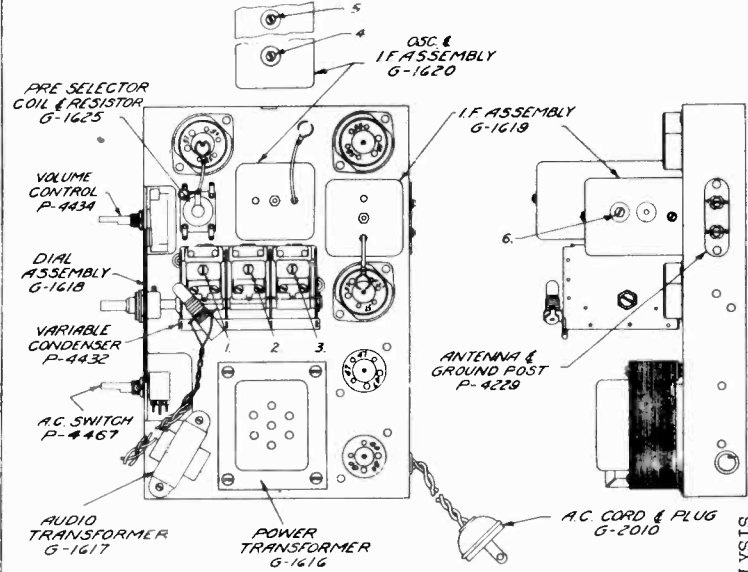 5
4
OSC. &
I.F ASSEMBLY
G-1620
PRE SELECTOR
COIL & RESISTOR
G-1625
I.F. ASSEMBLY
G-1619
VOLUME
CONTROL
P-4434
6.
DIAL
ASSEMBLY
G-1618
VARIABLE
CONDENSER
P-4432
1.
2.
3.
ANTENNA &
GROUND POST
P-4229
A.C. SWITCH
P-4467
AUDIO
TRANSFORMER
G-1617
POWER
TRANSFORMER
G-1616
A.C. CORD & PLUG
G-2010